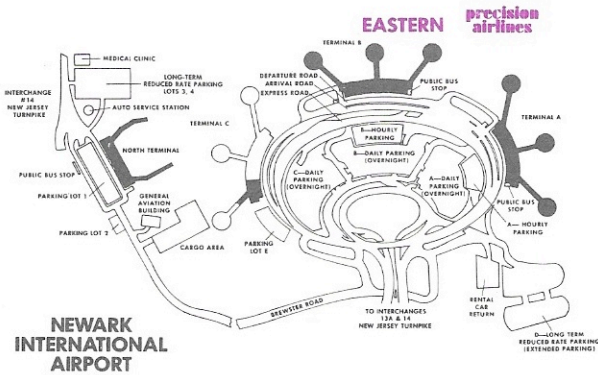 EASTERN
precision
airlines
TERMINAL B
MEDICAL CLINIC
LONG-TERM
REDUCED RATE PARKING
LOTS 3, 4
DEPARTURE ROAD
ARRIVAL ROAD
EXPRESS ROAD
PUBLIC BUS
STOP
INTERCHANGE
#14
NEW JERSEY
TURNPIKE
AUTO SERVICE STATION
TERMINAL C
TERMINAL A
B—HOURLY
PARKING
NORTH TERMINAL
B—DAILY PARKING
(OVERNIGHT)
C—DAILY
PARKING
(OVERNIGHT)
A—DAILY
PARKING
(OVERNIGHT)
PUBLIC BUS STOP
PARKING LOT 1
GENERAL
AVIATION
BUILDING
PUBLIC BUS
STOP
A— HOURLY
PARKING
PARKING LOT 2
CARGO AREA
PARKING
LOT E
BREWSTER ROAD
TO INTERCHANGES
13A & 14
NEW JERSEY TURNPIKE
RENTAL
CAR
RETURN
D—LONG TERM
REDUCED RATE PARKING
(EXTENDED PARKING)
NEWARK
INTERNATIONAL
AIRPORT